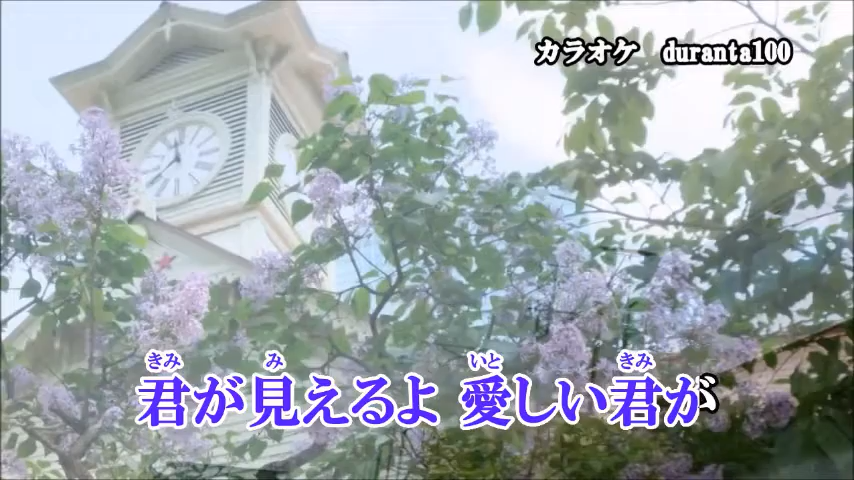 カラオケ duranta100
きみ み いと きみ
君が見えるよ 愛しい君が